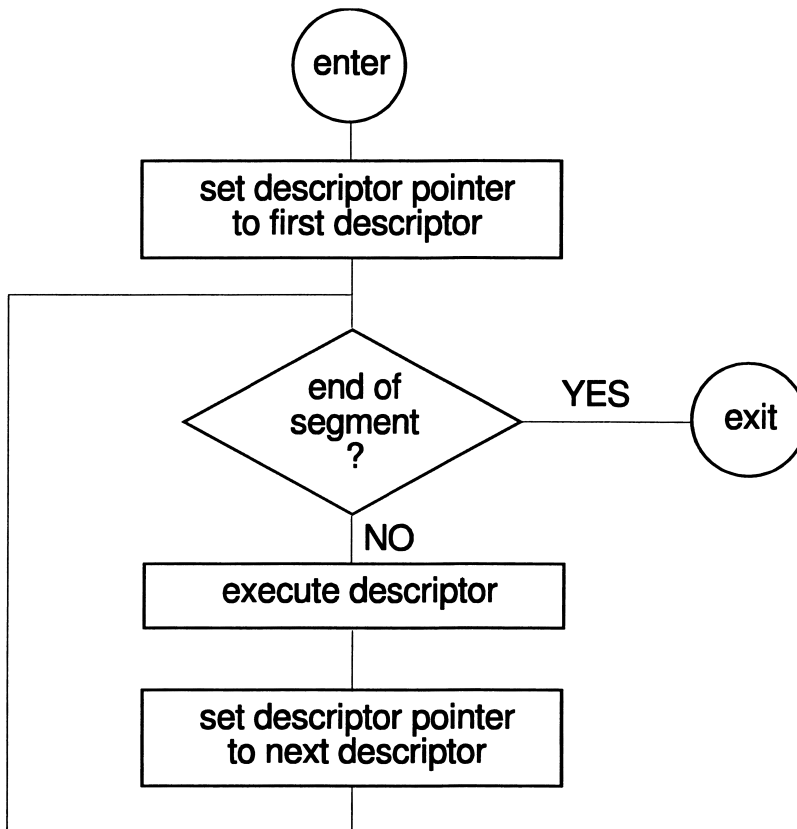 enter
set descriptor pointer
to first descriptor
end of
segment
?
YES
exit
NO
execute descriptor
set descriptor pointer
to next descriptor